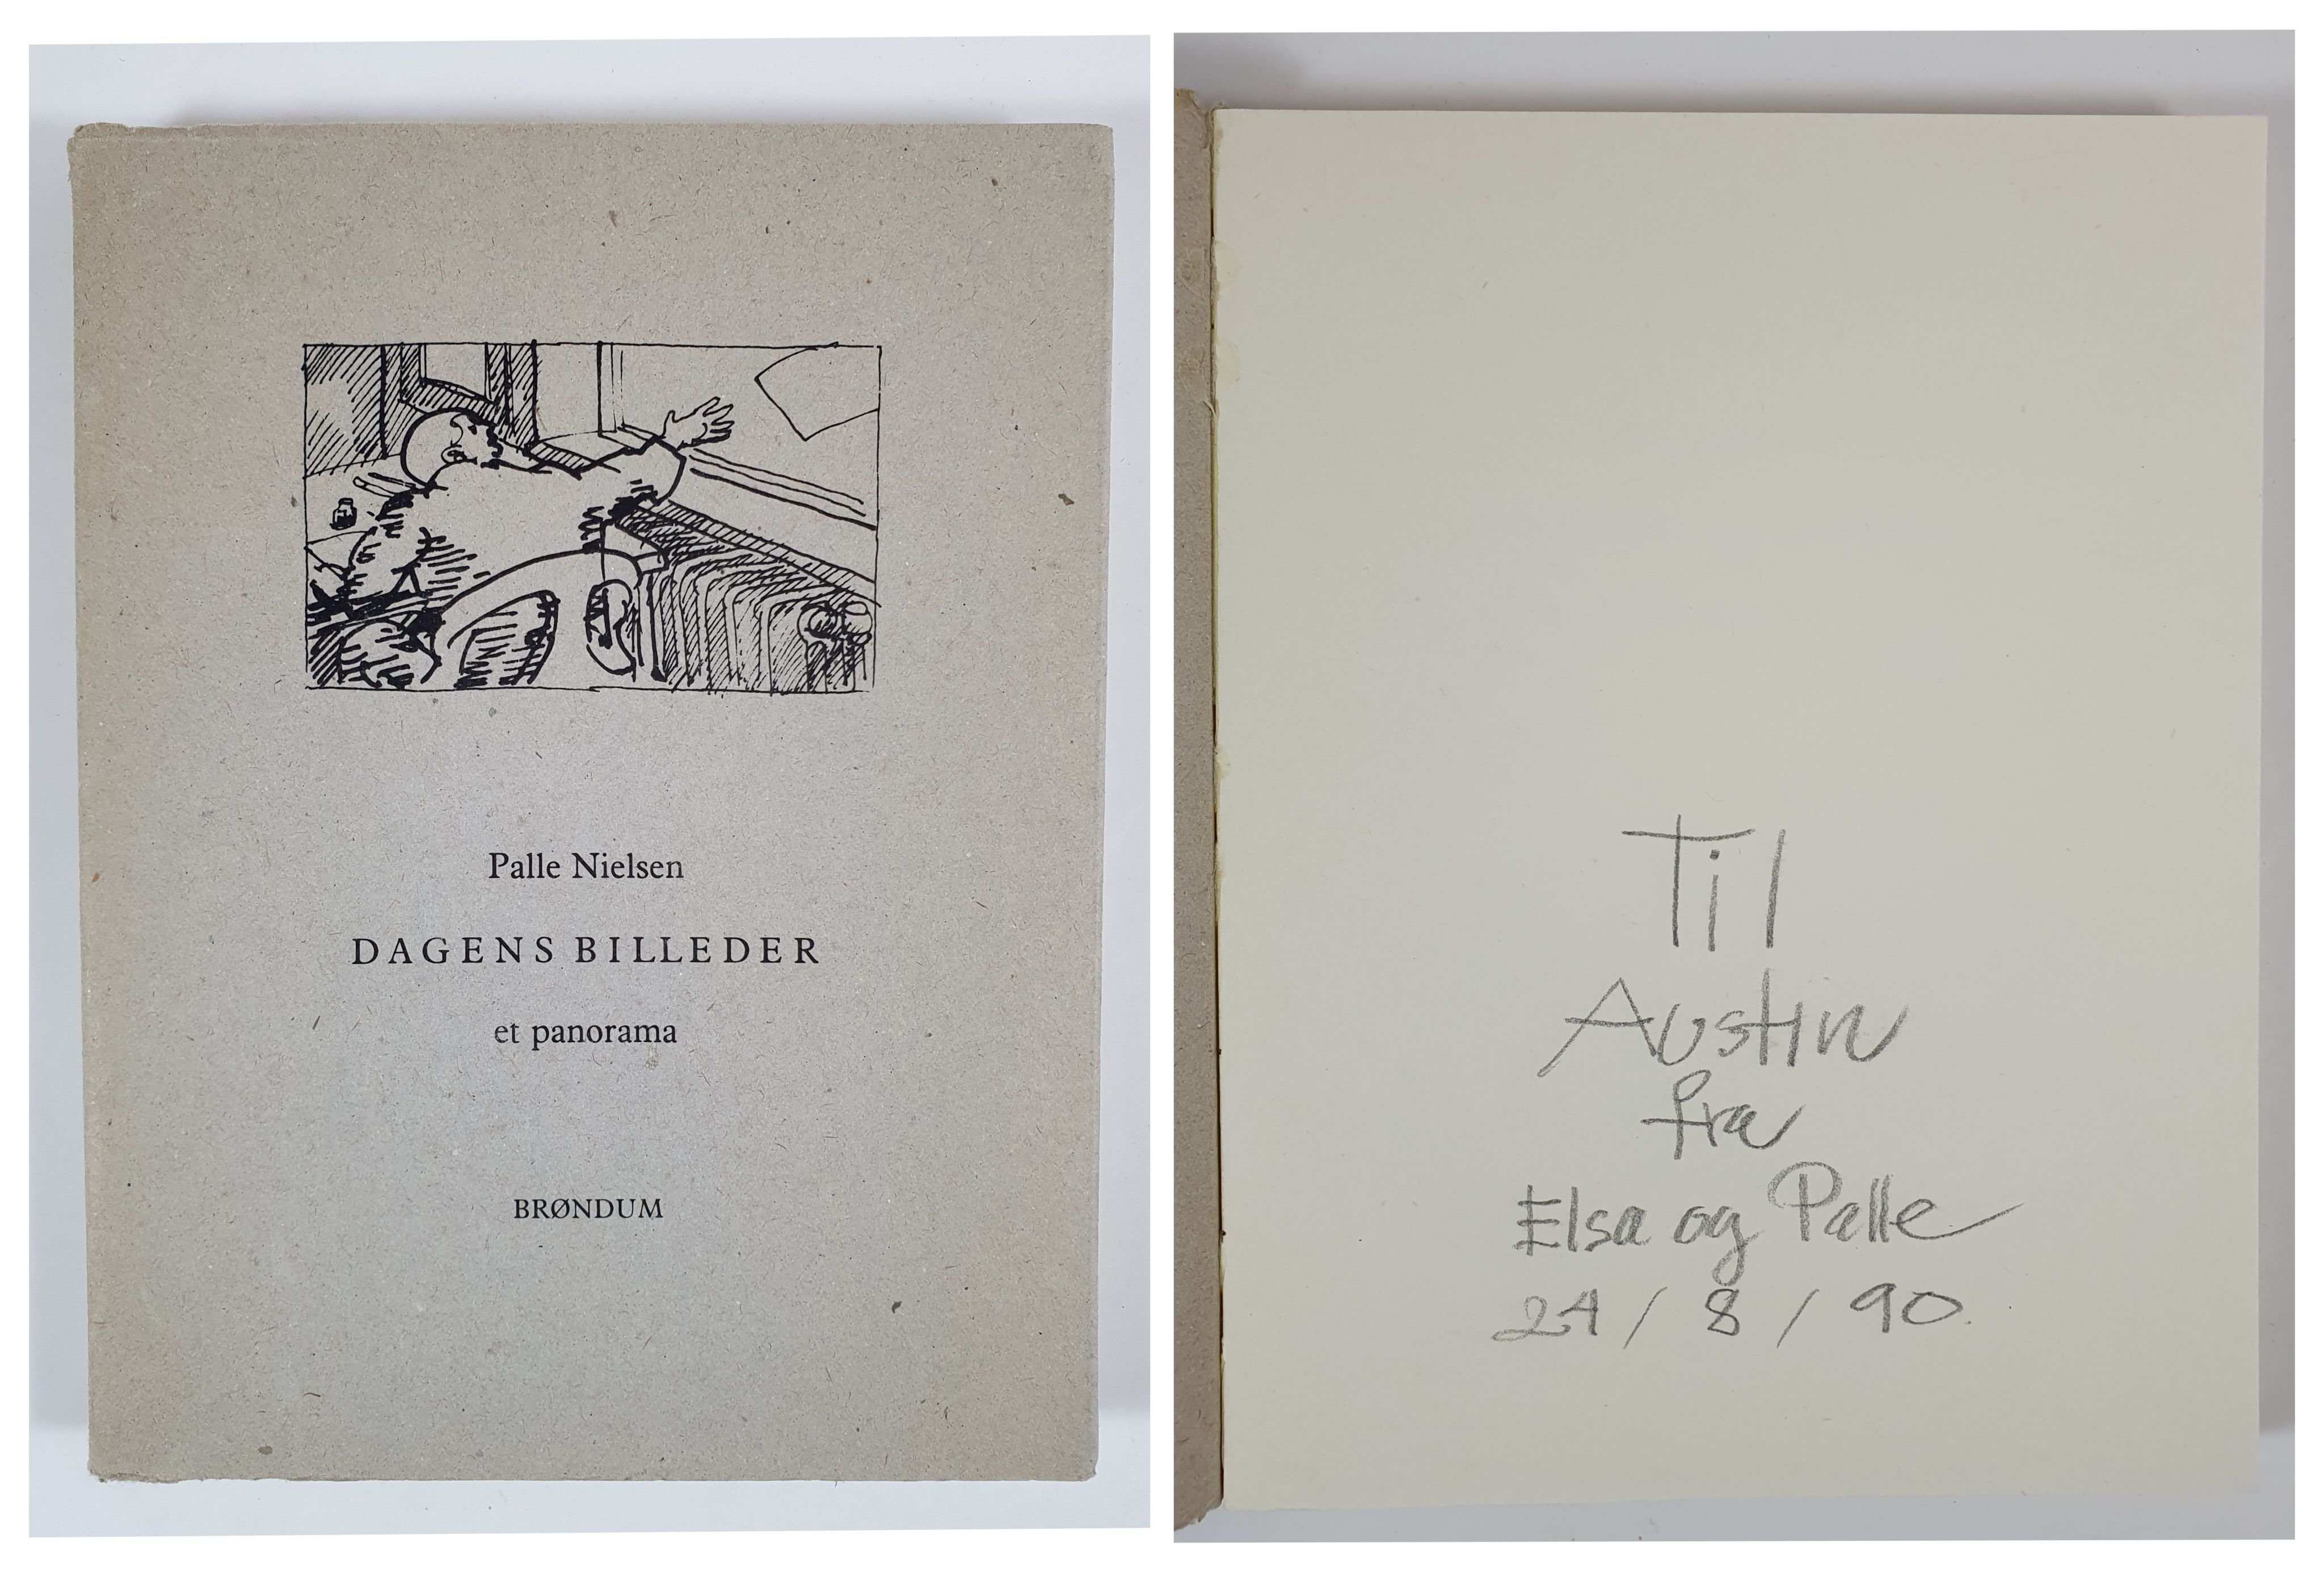 Palle Nielsen
DAGENS BILLEDER
et panorama
BRØNDUM
Til
Austin
fra
Elsa og Palle
24 / 8 / 90.